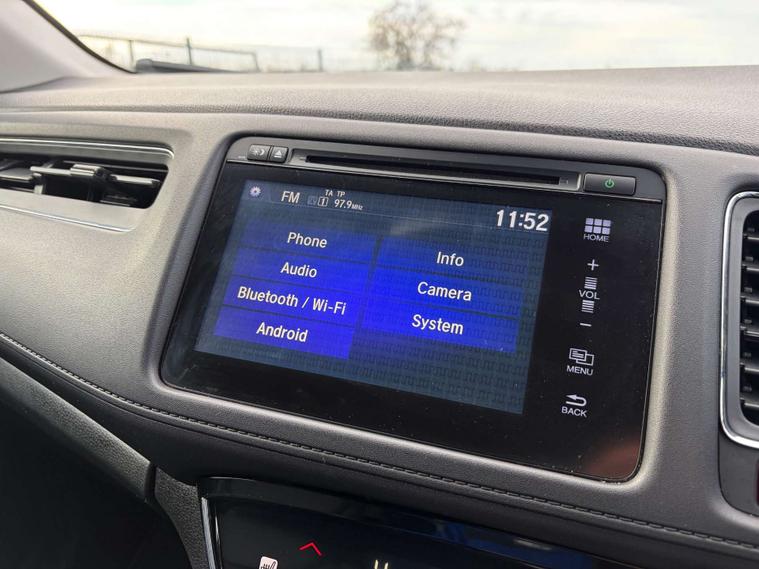 FM
TA TP
97.9MHz
11:52
Phone
Audio
Bluetooth / Wi-Fi
Android
Info
Camera
System
HOME
+
VOL
−
MENU
BACK